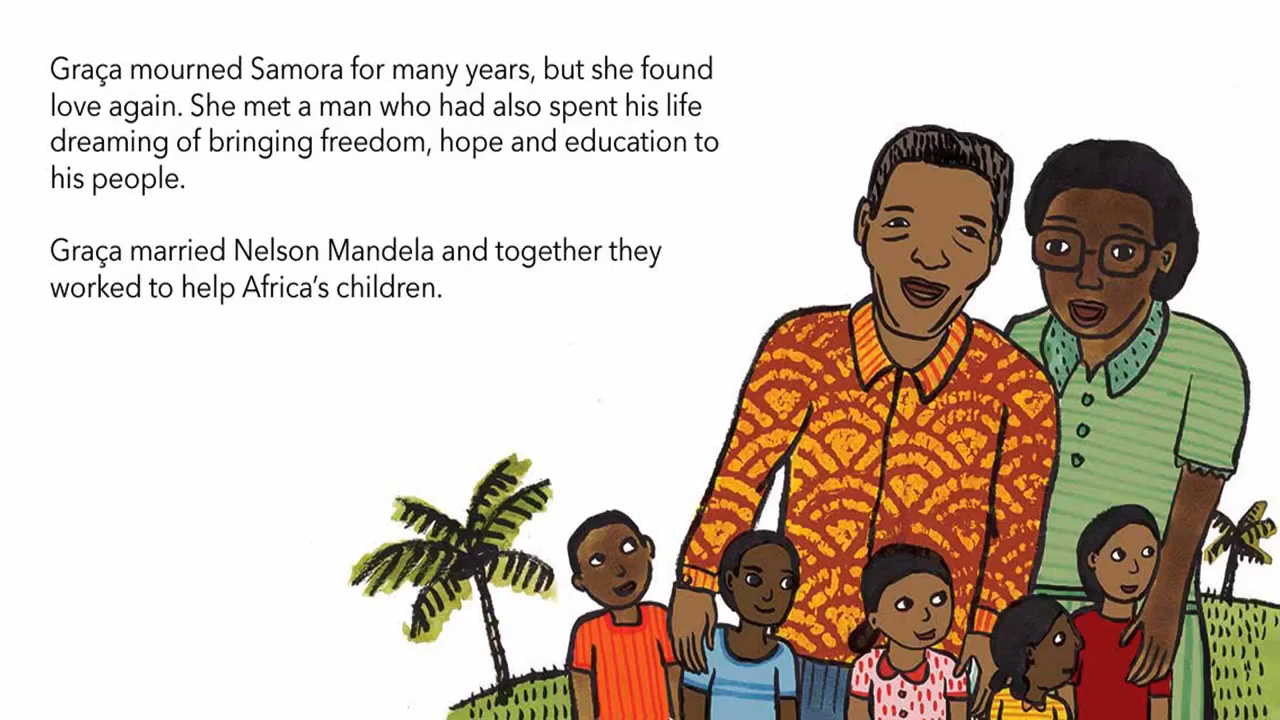 Graça mourned Samora for many years, but she found
love again. She met a man who had also spent his life
dreaming of bringing freedom, hope and education to
his people.
Graça married Nelson Mandela and together they
worked to help Africa’s children.